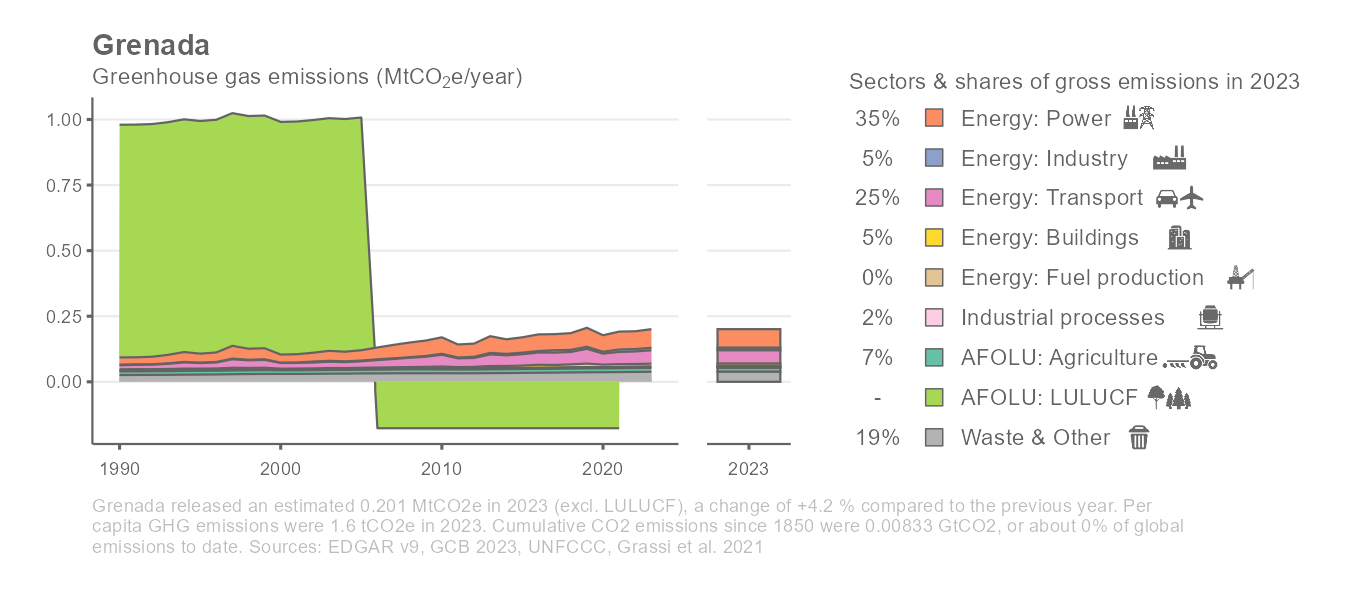 Grenada
Greenhouse gas emissions (MtCO₂e/year)
1.00
0.75
0.50
0.25
0.00
1990
2000
2010
2020
2023
Sectors & shares of gross emissions in 2023
35% Energy: Power
5% Energy: Industry
25% Energy: Transport
5% Energy: Buildings
0% Energy: Fuel production
2% Industrial processes
7% AFOLU: Agriculture
- AFOLU: LULUCF
19% Waste & Other
Grenada released an estimated 0.201 MtCO2e in 2023 (excl. LULUCF), a change of +4.2 % compared to the previous year. Per
capita GHG emissions were 1.6 tCO2e in 2023. Cumulative CO2 emissions since 1850 were 0.00833 GtCO2, or about 0% of global
emissions to date. Sources: EDGAR v9, GCB 2023, UNFCCC, Grassi et al. 2021